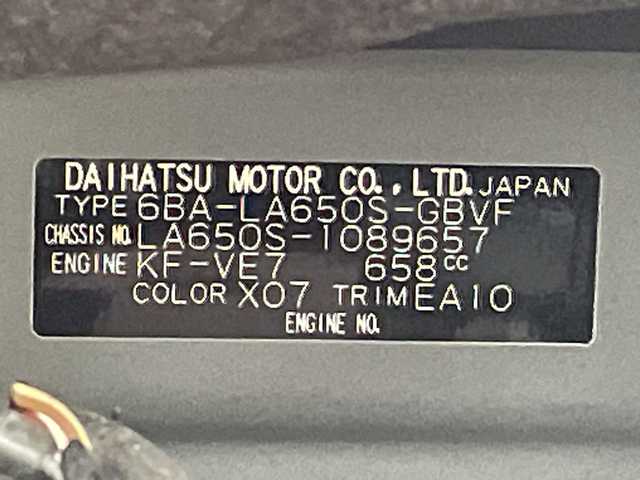 DAIHATSU MOTOR CO., LTD. JAPAN
TYPE 6BA-LA650S-GBVF
CHASSIS NO. LA650S-1089657
ENGINE KF-VE7 658cc
COLOR X07 TRIM EA10
ENGINE NO.